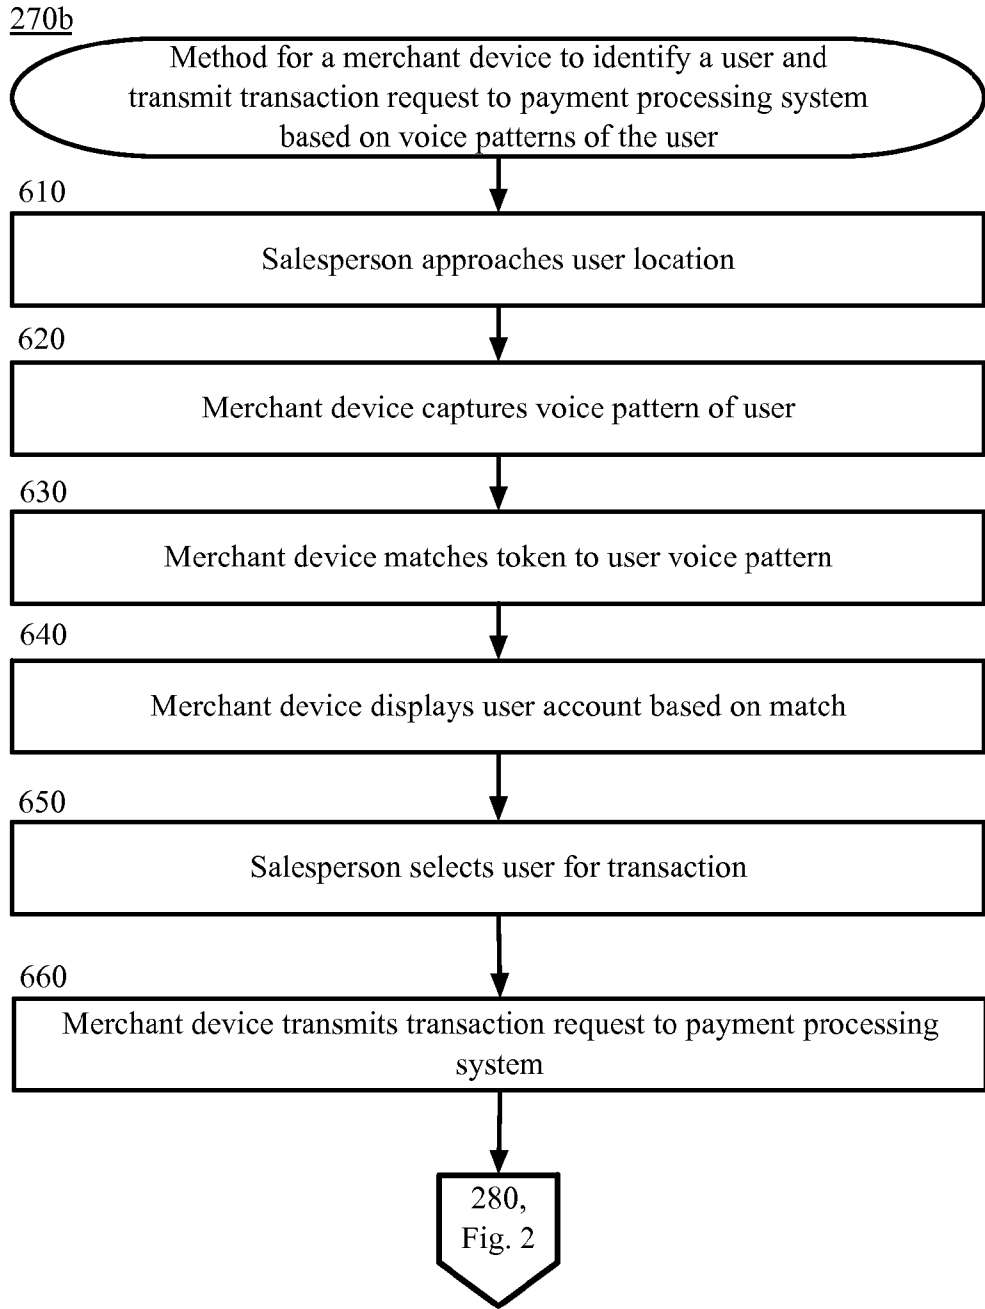 270b
Method for a merchant device to identify a user and
transmit transaction request to payment processing system
based on voice patterns of the user
610
Salesperson approaches user location
620
Merchant device captures voice pattern of user
630
Merchant device matches token to user voice pattern
640
Merchant device displays user account based on match
650
Salesperson selects user for transaction
660
Merchant device transmits transaction request to payment processing
system
280,
Fig. 2